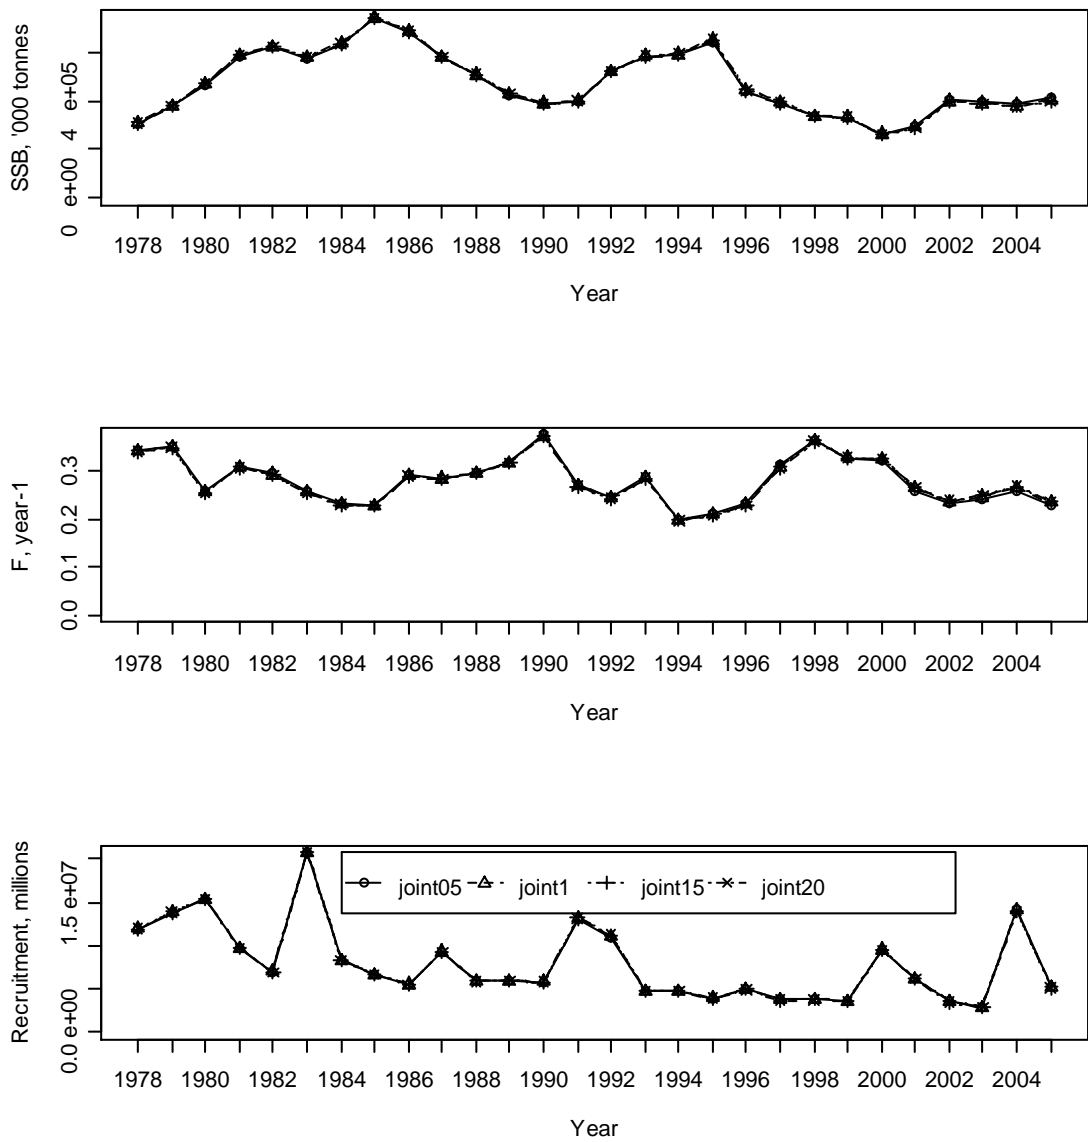 SSB, '000 tonnes
0 e+00 4 e+05
1978 1980 1982 1984 1986 1988 1990 1992 1994 1996 1998 2000 2002 2004
Year
F, year-1
0.0 0.1 0.2 0.3
1978 1980 1982 1984 1986 1988 1990 1992 1994 1996 1998 2000 2002 2004
Year
Recruitment, millions
0.0 e+00 1.5 e+07
joint05 joint1 joint15 joint20
1978 1980 1982 1984 1986 1988 1990 1992 1994 1996 1998 2000 2002 2004
Year